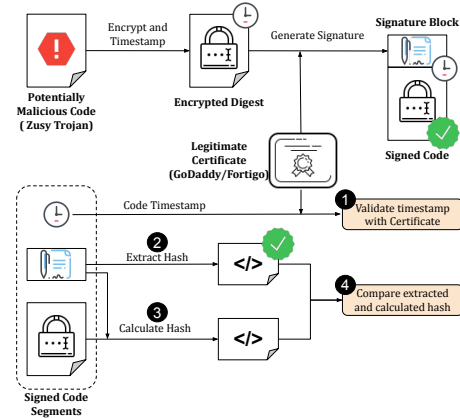 Encrypt and
Timestamp
Generate Signature
Signature Block
Potentially
Malicious Code
( Zusy Trojan)
Encrypted Digest
Signed Code
Legitimate
Certificate
(GoDaddy/Fortigo)
Code Timestamp
1
Validate timestamp
with Certificate
2
Extract Hash
</>
3
Calculate Hash
</>
4
Compare extracted
and calculated hash
Signed Code
Segments